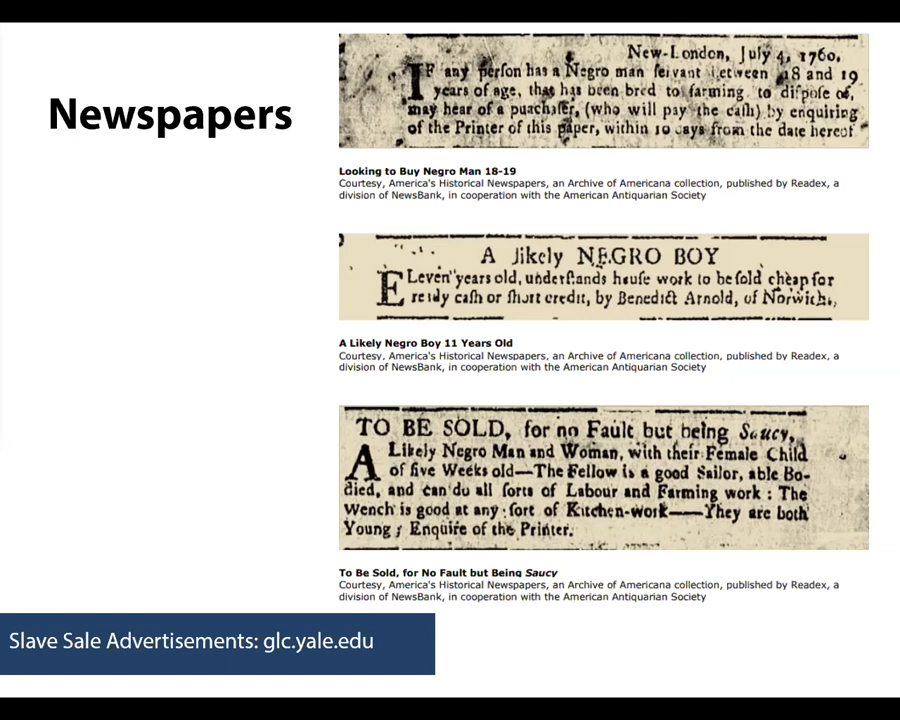 Newspapers
New-London, July 4, 1760.
IF any perſon has a Negro man ſervant between 18 and 19
years of age, that has been bred to farming to diſpoſe of,
may hear of a puachaſer, (who will pay the caſh) by enquiring
of the Printer of this paper, within 10 days from the date hereof
Looking to Buy Negro Man 18-19
Courtesy, America's Historical Newspapers, an Archive of Americana collection, published by Readex, a
division of NewsBank, in cooperation with the American Antiquarian Society
A likely NEGRO BOY
ELeven years old, underſtands houſe work to be ſold cheap for
ready caſh or ſhort credit, by Benedict Arnold, of Norwich,
A Likely Negro Boy 11 Years Old
Courtesy, America's Historical Newspapers, an Archive of Americana collection, published by Readex, a
division of NewsBank, in cooperation with the American Antiquarian Society
TO BE SOLD, for no Fault but being Saucy,
A Likely Negro Man and Woman, with their Female Child
of five Weeks old—The Fellow is a good Sailor, able Bo-
died, and can do all ſorts of Labour and Farming work : The
Wench is good at any ſort of Kitchen-work——They are both
Young ; Enquire of the Printer.
To Be Sold, for No Fault but Being Saucy
Courtesy, America's Historical Newspapers, an Archive of Americana collection, published by Readex, a
division of NewsBank, in cooperation with the American Antiquarian Society
Slave Sale Advertisements: glc.yale.edu